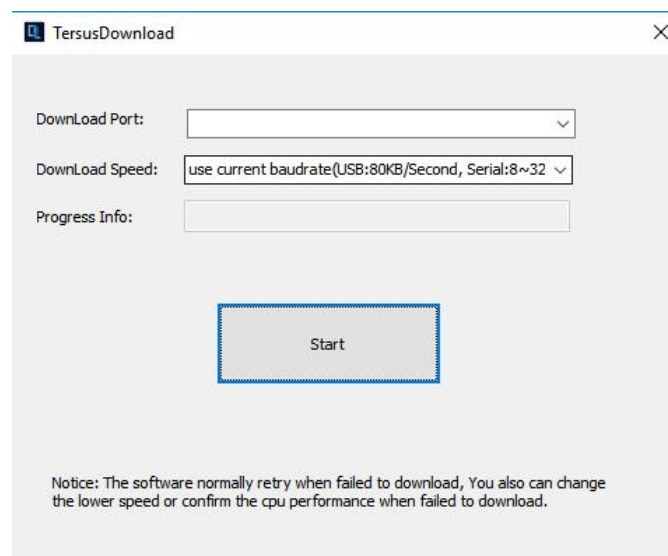 TersusDownload
DownLoad Port:
DownLoad Speed: use current baudrate(USB:80KB/Second, Serial:8~32
Progress Info:
Start
Notice: The software normally retry when failed to download, You also can change
the lower speed or confirm the cpu performance when failed to download.